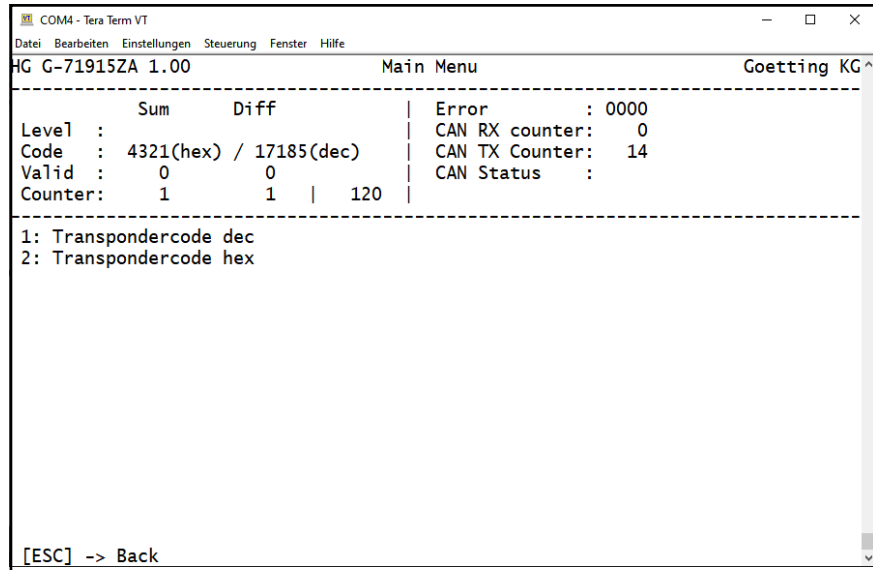 COM4 - Tera Term VT
Datei Bearbeiten Einstellungen Steuerung Fenster Hilfe
HG G-71915ZA 1.00 Main Menu Goetting KG
--------------------------------------------------------------------------------
Sum Diff | Error : 0000
Level : | CAN RX counter: 0
Code : 4321(hex) / 17185(dec) | CAN TX Counter: 14
Valid : 0 0 | CAN Status :
Counter: 1 1 | 120 |
--------------------------------------------------------------------------------
1: Transpondercode dec
2: Transpondercode hex
[ESC] -> Back